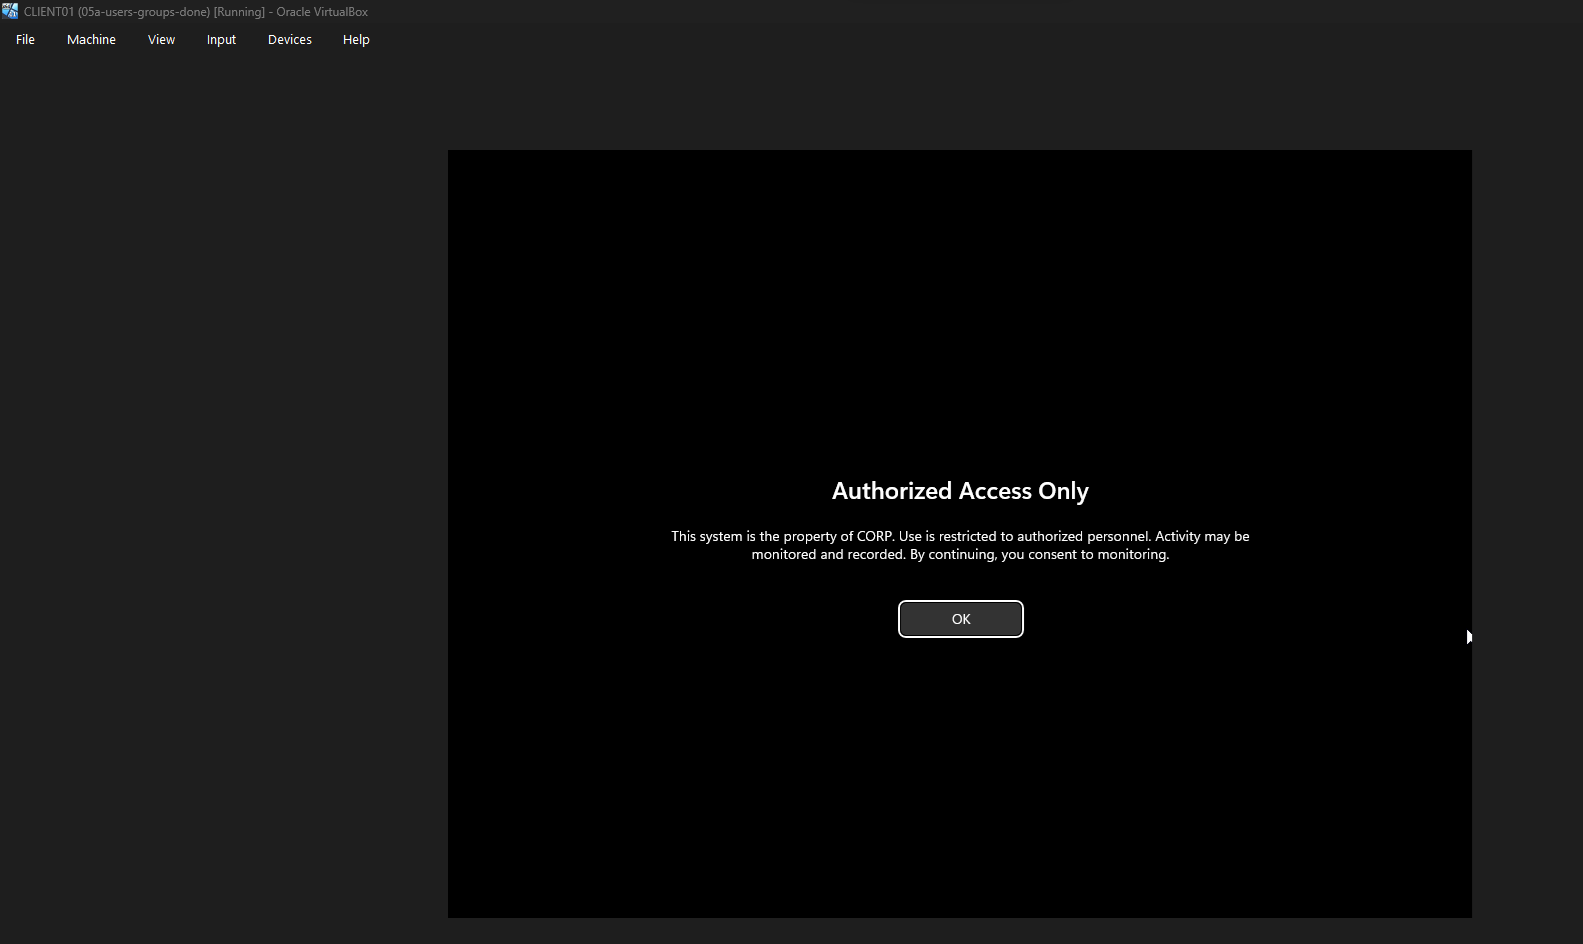 CLIENT01 (05a-users-groups-done) [Running] - Oracle VirtualBox
File Machine View Input Devices Help
Authorized Access Only
This system is the property of CORP. Use is restricted to authorized personnel. Activity may be
monitored and recorded. By continuing, you consent to monitoring.
OK